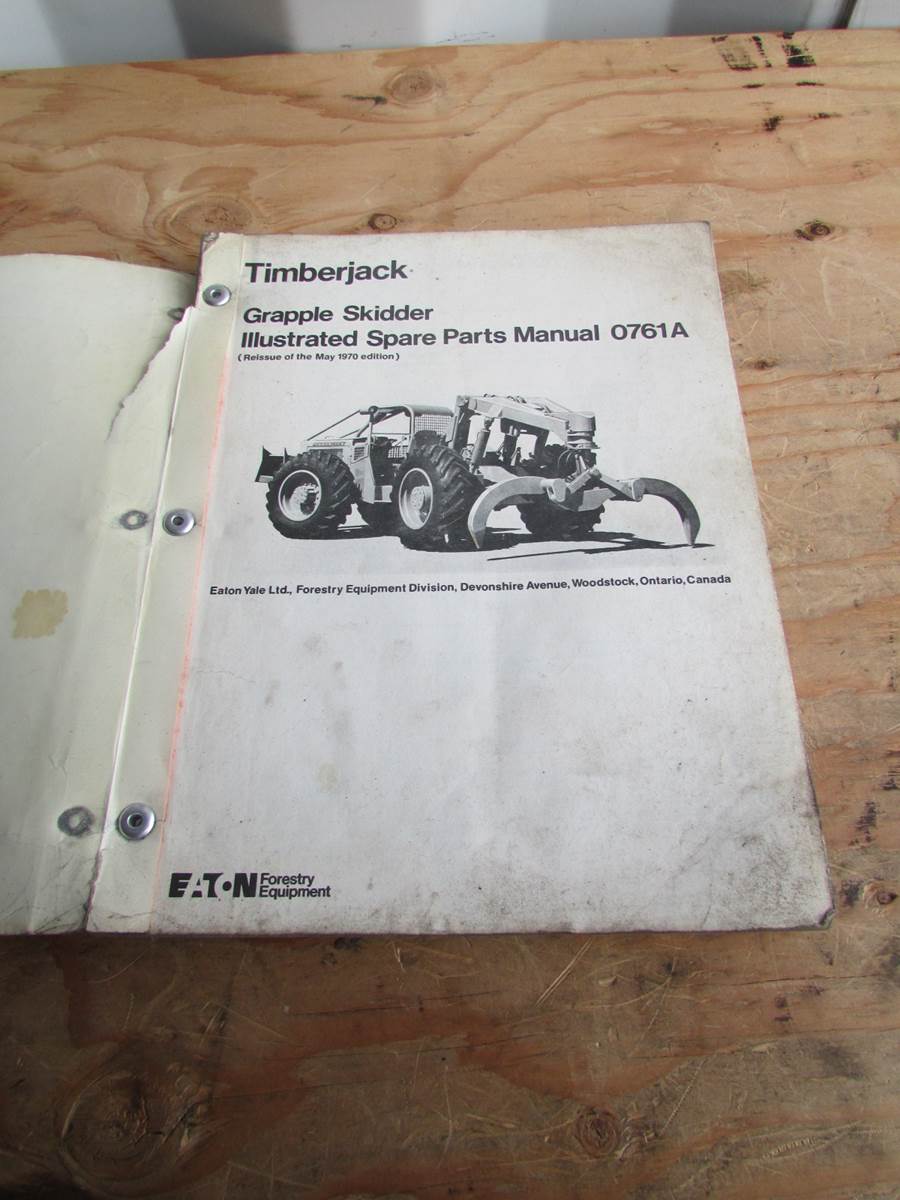 Timberjack
Grapple Skidder
Illustrated Spare Parts Manual 0761A
(Reissue of the May 1970 edition)
Eaton Yale Ltd., Forestry Equipment Division, Devonshire Avenue, Woodstock, Ontario, Canada
EATON Forestry
Equipment